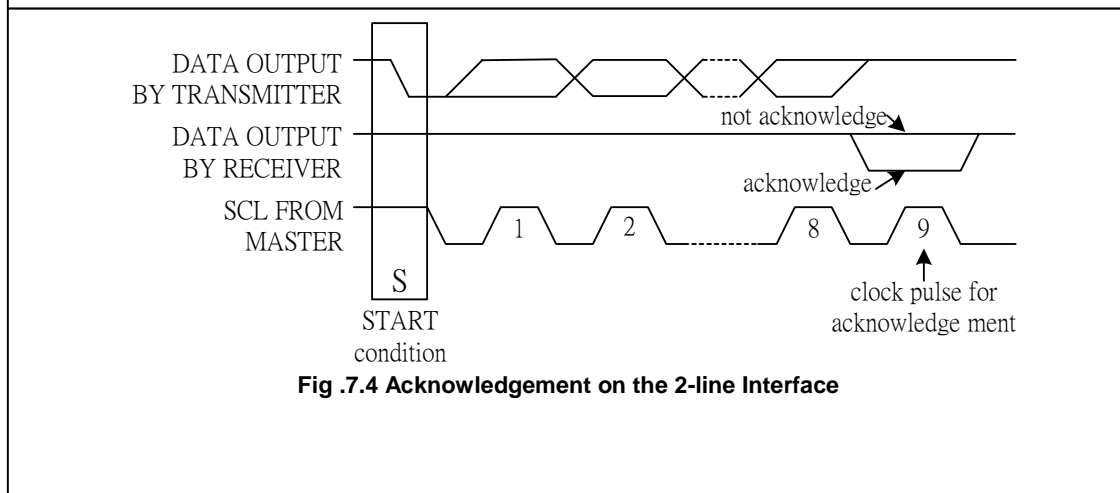 DATA OUTPUT
BY TRANSMITTER
not acknowledge
DATA OUTPUT
BY RECEIVER
acknowledge
SCL FROM
MASTER
1
2
8
9
S
START
condition
clock pulse for
acknowledge ment
Fig .7.4 Acknowledgement on the 2-line Interface